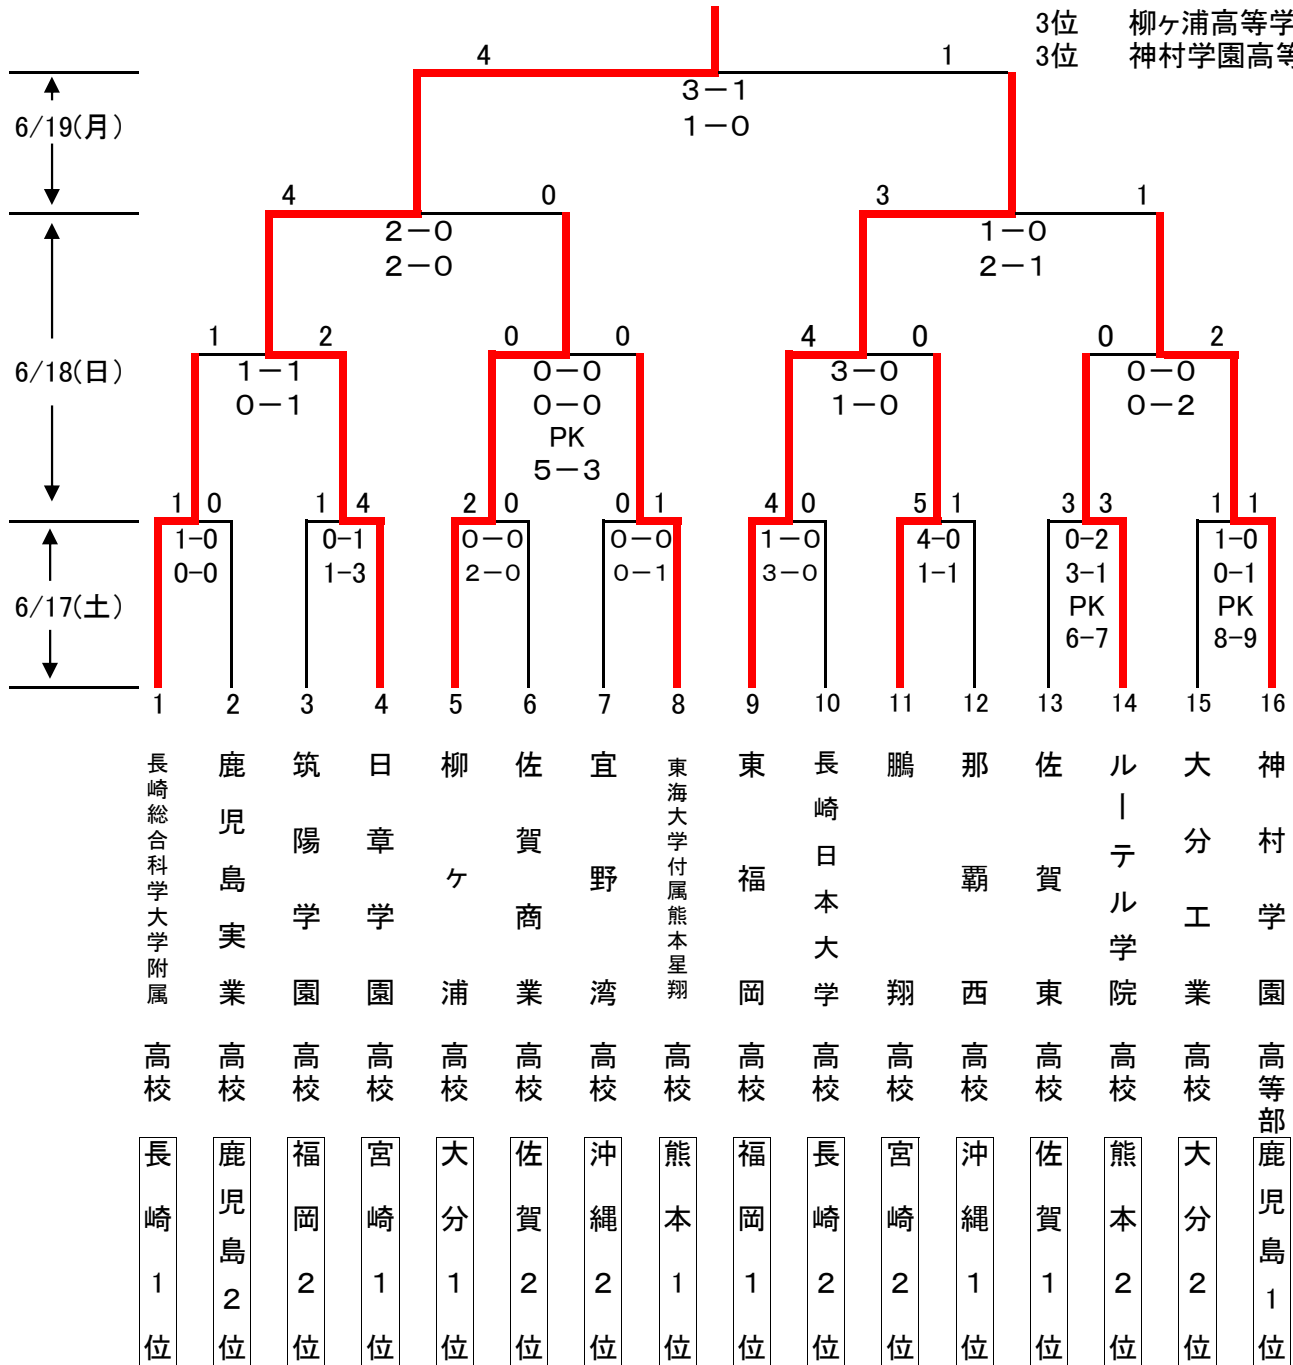 3位 柳ヶ浦高等学
3位 神村学園高等
4 1
3－1
1－0
6/19(月)
4 0 3 1
2－0 1－0
2－0 2－1
1 2 0 0 4 0 0 2
6/18(日)
1－1 0－0 3－0 0－0
0－1 0－0 1－0 0－2
PK
5－3
1 0 1 4 2 0 0 1 4 0 5 1 3 3 1 1
1-0 0-1 0－0 0－0 1－0 4-0 0-2 1-0
0-0 1-3 2－0 0－1 3－0 1-1 3-1 0-1
6/17(土)
PK PK
6-7 8-9
1 2 3 4 5 6 7 8 9 10 11 12 13 14 15 16
長崎総合科学大学附属高校
鹿児島実業高校
筑陽学園高校
日章学園高校
柳ヶ浦高校
佐賀商業高校
宜野湾高校
東海大学付属熊本星翔高校
東福岡高校
長崎日本大学高校
鵬翔高校
那覇西高校
佐賀東高校
ルーテル学院高校
大分工業高校
神村学園高等部
長崎1位
鹿児島2位
福岡2位
宮崎1位
大分1位
佐賀2位
沖縄2位
熊本1位
福岡1位
長崎2位
宮崎2位
沖縄1位
佐賀1位
熊本2位
大分2位
鹿児島1位